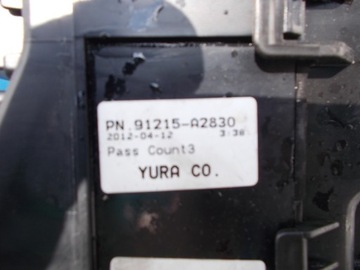 PN.91215-A2830
2012-04-12 3:38
Pass Count3
YURA CO.